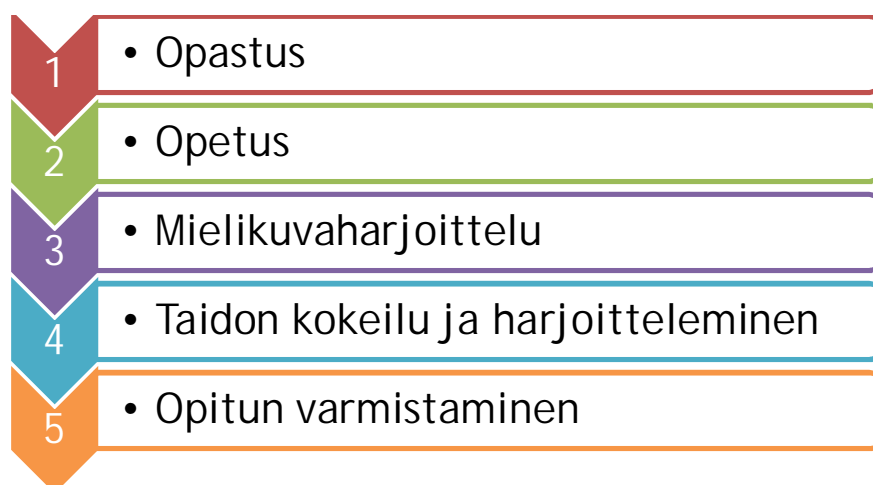 1 • Opastus
2 • Opetus
3 • Mielikuvaharjoittelu
4 • Taidon kokeilu ja harjoitteleminen
5 • Opitun varmistaminen